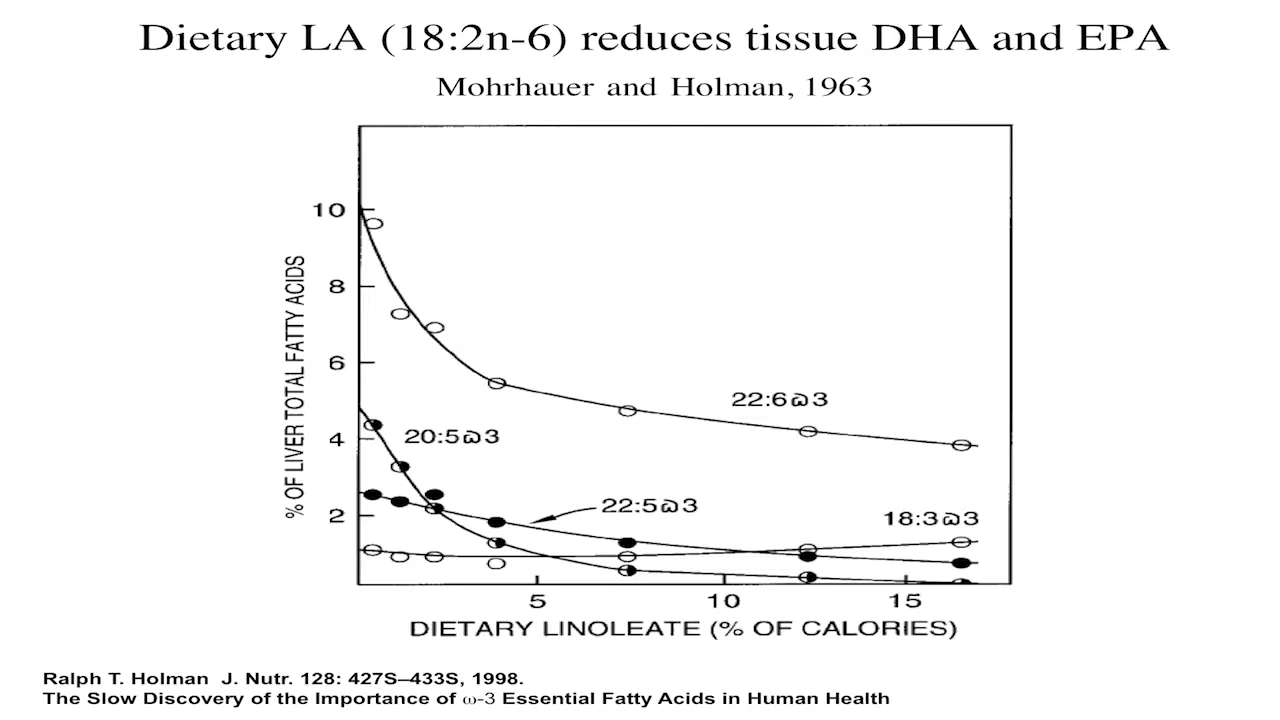 Dietary LA (18:2n-6) reduces tissue DHA and EPA
Mohrhauer and Holman, 1963
% OF LIVER TOTAL FATTY ACIDS
10
8
6
4
2
22:6ω3
20:5ω3
22:5ω3
18:3ω3
5
10
15
DIETARY LINOLEATE (% OF CALORIES)
Ralph T. Holman J. Nutr. 128: 427S–433S, 1998.
The Slow Discovery of the Importance of ω-3 Essential Fatty Acids in Human Health